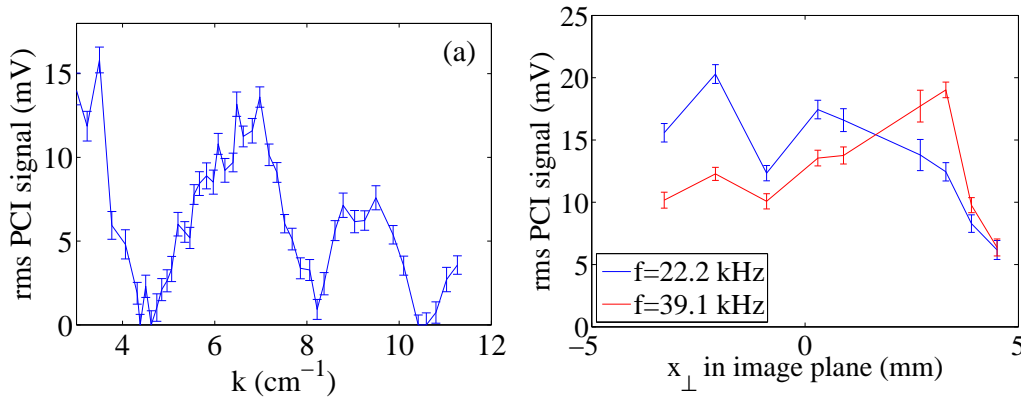 (a)
rms PCI signal (mV)
15
10
5
0
4
6
8
10
12
k (cm⁻¹)
rms PCI signal (mV)
25
20
15
10
5
0
f=22.2 kHz
f=39.1 kHz
−5
0
5
x⊥ in image plane (mm)